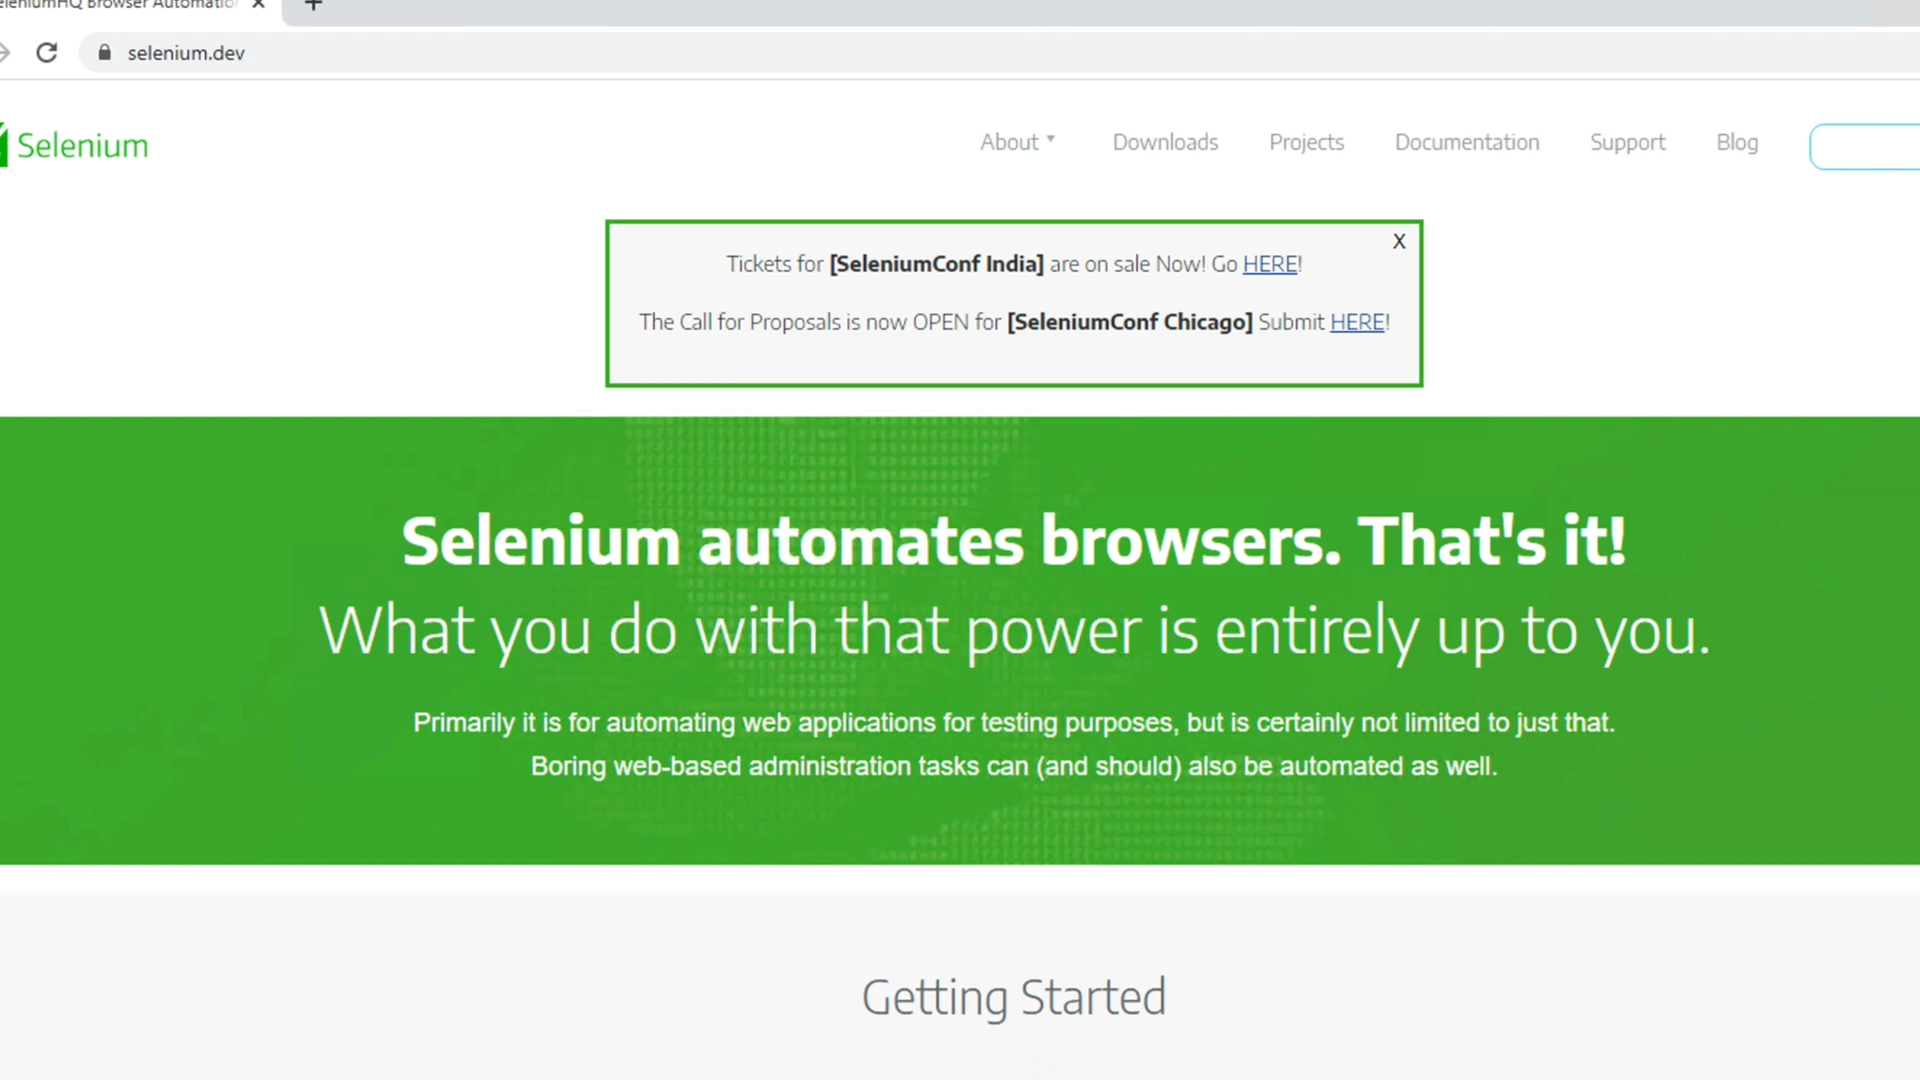 eleniumHQ Browser Automation
selenium.dev
Selenium
About
Downloads
Projects
Documentation
Support
Blog
X
Tickets for [SeleniumConf India] are on sale Now! Go HERE!
The Call for Proposals is now OPEN for [SeleniumConf Chicago] Submit HERE!
Selenium automates browsers. That's it!
What you do with that power is entirely up to you.
Primarily it is for automating web applications for testing purposes, but is certainly not limited to just that.
Boring web-based administration tasks can (and should) also be automated as well.
Getting Started